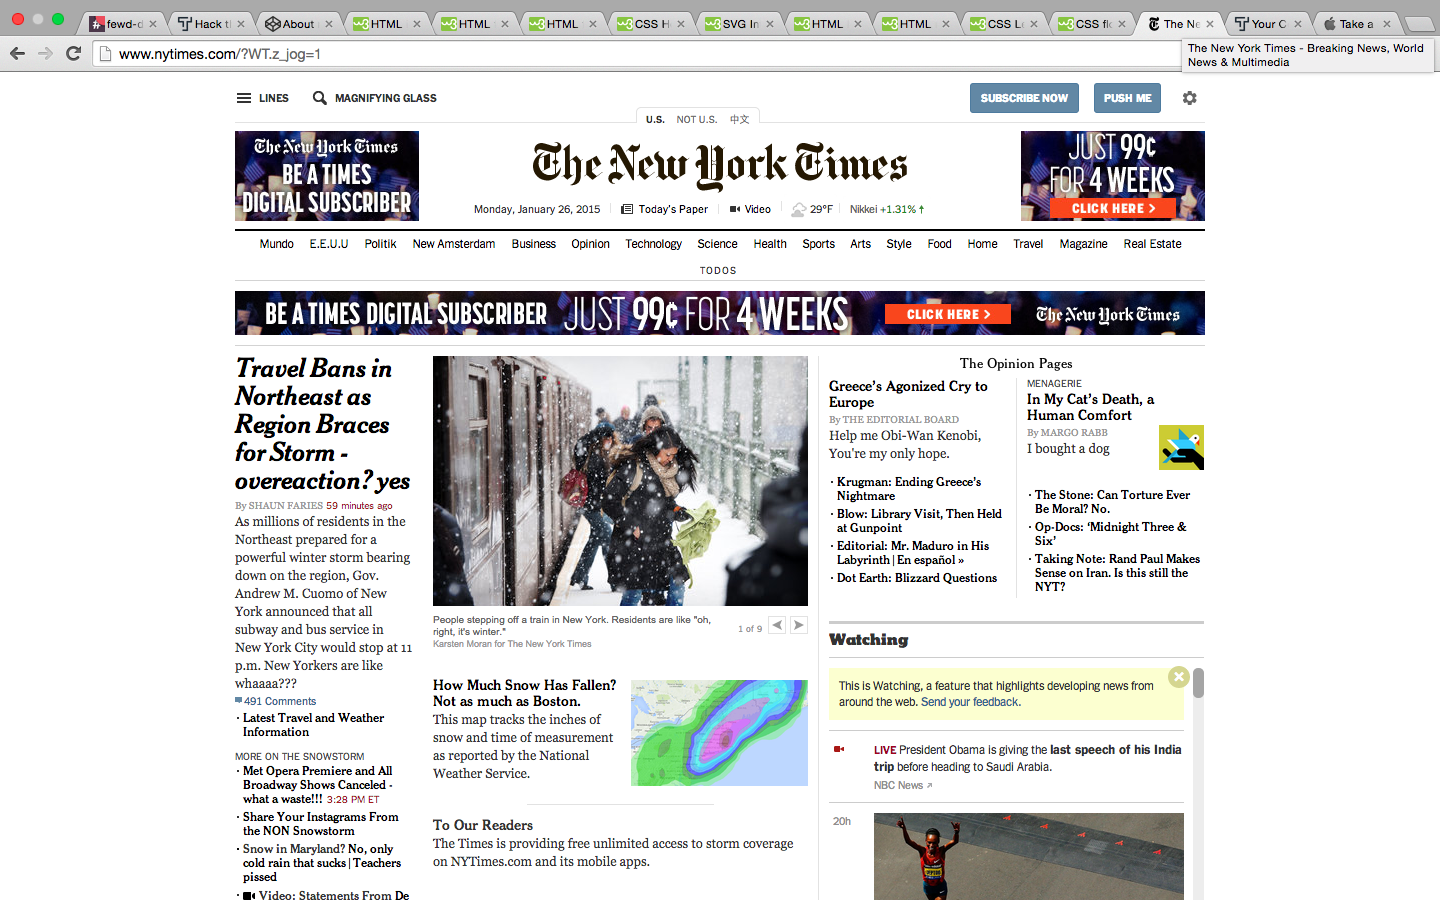 fewd-d
Hack ti
About
HTML
HTML
HTML
CSS H
SVG In
HTML
HTML
CSS Le
CSS flo
The Ne
Your C
Take a
www.nytimes.com/?WT.z_jog=1
The New York Times - Breaking News, World
News & Multimedia
LINES
MAGNIFYING GLASS
SUBSCRIBE NOW
PUSH ME
U.S. NOT U.S. 中文
The New York Times
BE A TIMES
DIGITAL SUBSCRIBER
The New York Times
JUST 99¢
FOR 4 WEEKS
CLICK HERE >
Monday, January 26, 2015
Today's Paper
Video
29°F
Nikkei +1.31% ↑
Mundo E.E.U.U Politik New Amsterdam Business Opinion Technology Science Health Sports Arts Style Food Home Travel Magazine Real Estate
TODOS
BE A TIMES DIGITAL SUBSCRIBER JUST 99¢ FOR 4 WEEKS CLICK HERE > The New York Times
Travel Bans in
Northeast as
Region Braces
for Storm -
overeaction? yes
By SHAUN FARIES 59 minutes ago
As millions of residents in the
Northeast prepared for a
powerful winter storm bearing
down on the region, Gov.
Andrew M. Cuomo of New
York announced that all
subway and bus service in
New York City would stop at 11
p.m. New Yorkers are like
whaaaa???
491 Comments
· Latest Travel and Weather
Information
MORE ON THE SNOWSTORM
· Met Opera Premiere and All
Broadway Shows Canceled -
what a waste!!! 3:28 PM ET
· Share Your Instagrams From
the NON Snowstorm
· Snow in Maryland? No, only
cold rain that sucks | Teachers
pissed
· Video: Statements From De
People stepping off a train in New York. Residents are like "oh,
right, it's winter."
Karsten Moran for The New York Times
1 of 9
How Much Snow Has Fallen?
Not as much as Boston.
This map tracks the inches of
snow and time of measurement
as reported by the National
Weather Service.
To Our Readers
The Times is providing free unlimited access to storm coverage
on NYTimes.com and its mobile apps.
The Opinion Pages
Greece's Agonized Cry to
Europe
By THE EDITORIAL BOARD
Help me Obi-Wan Kenobi,
You're my only hope.
· Krugman: Ending Greece's
Nightmare
· Blow: Library Visit, Then Held
at Gunpoint
· Editorial: Mr. Maduro in His
Labyrinth | En español »
· Dot Earth: Blizzard Questions
MENAGERIE
In My Cat's Death, a
Human Comfort
By MARGO RABB
I bought a dog
· The Stone: Can Torture Ever
Be Moral? No.
· Op-Docs: 'Midnight Three &
Six'
· Taking Note: Rand Paul Makes
Sense on Iran. Is this still the
NYT?
Watching
This is Watching, a feature that highlights developing news from
around the web. Send your feedback.
LIVE President Obama is giving the last speech of his India
trip before heading to Saudi Arabia.
NBC News
20h